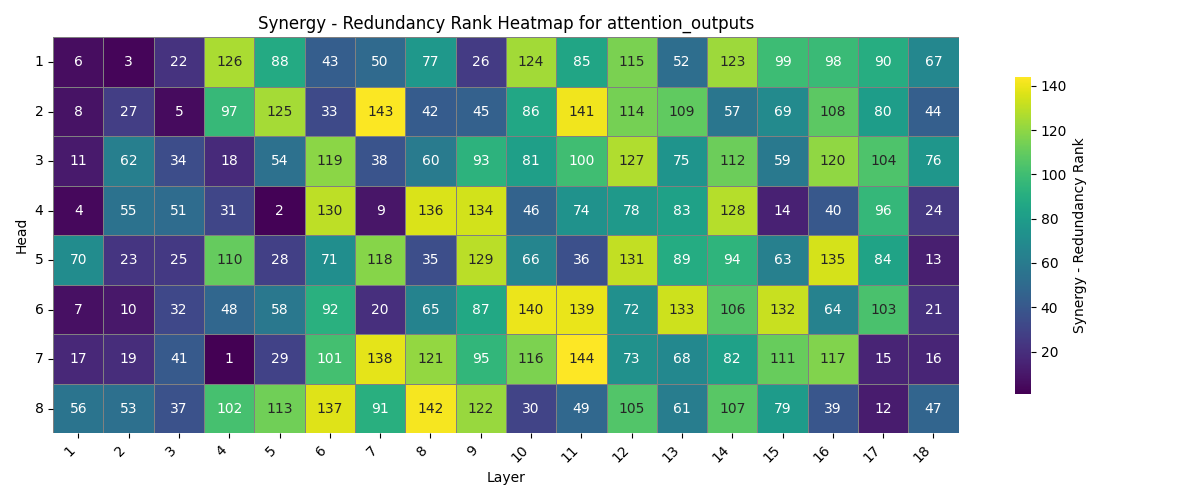 Synergy - Redundancy Rank Heatmap for attention_outputs
1 6 3 22 126 88 43 50 77 26 124 85 115 52 123 99 98 90 67
2 8 27 5 97 125 33 143 42 45 86 141 114 109 57 69 108 80 44
3 11 62 34 18 54 119 38 60 93 81 100 127 75 112 59 120 104 76
4 4 55 51 31 2 130 9 136 134 46 74 78 83 128 14 40 96 24
5 70 23 25 110 28 71 118 35 129 66 36 131 89 94 63 135 84 13
6 7 10 32 48 58 92 20 65 87 140 139 72 133 106 132 64 103 21
7 17 19 41 1 29 101 138 121 95 116 144 73 68 82 111 117 15 16
8 56 53 37 102 113 137 91 142 122 30 49 105 61 107 79 39 12 47
1 2 3 4 5 6 7 8 9 10 11 12 13 14 15 16 17 18
Layer
Head
140
120
100
80
60
40
20
Synergy - Redundancy Rank